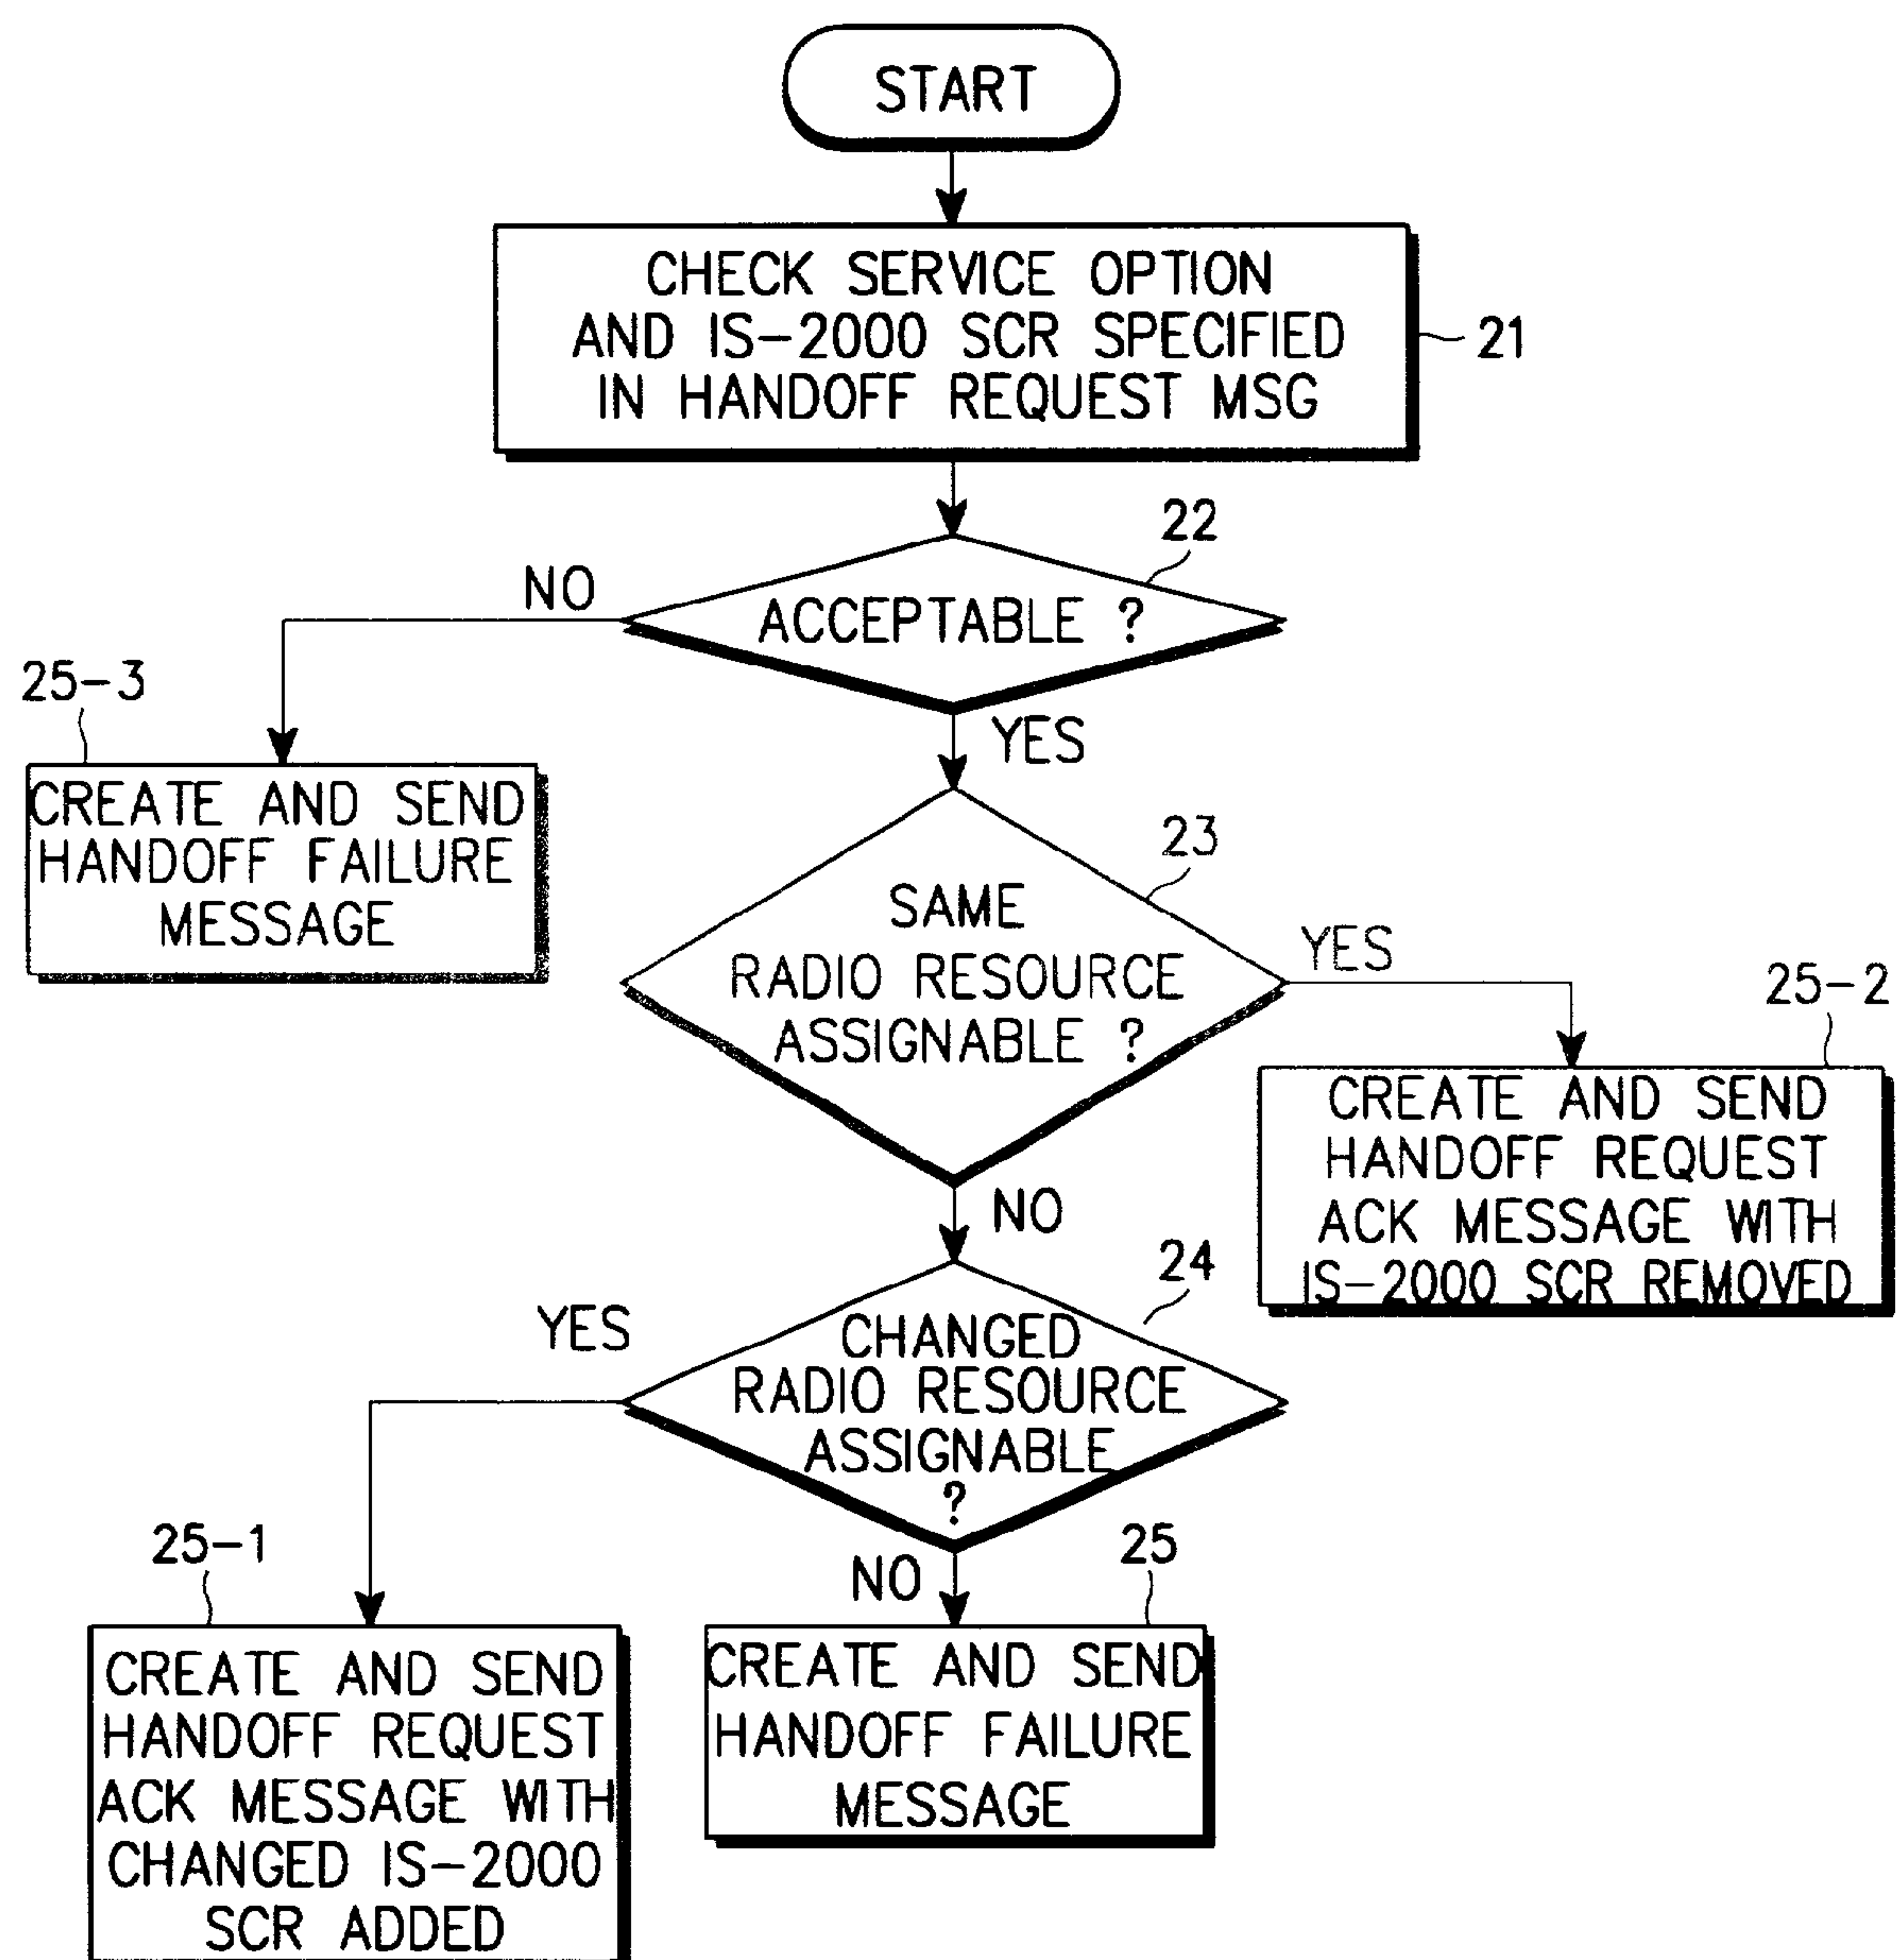 START
CHECK SERVICE OPTION
AND IS-2000 SCR SPECIFIED
IN HANDOFF REQUEST MSG
21
22
NO
ACCEPTABLE ?
25-3
YES
CREATE AND SEND
HANDOFF FAILURE
MESSAGE
23
SAME
RADIO RESOURCE
ASSIGNABLE ?
YES
25-2
CREATE AND SEND
HANDOFF REQUEST
ACK MESSAGE WITH
IS-2000 SCR REMOVED
NO
24
YES
CHANGED
RADIO RESOURCE
ASSIGNABLE
?
25-1
NO
25
CREATE AND SEND
HANDOFF REQUEST
ACK MESSAGE WITH
CHANGED IS-2000
SCR ADDED
CREATE AND SEND
HANDOFF FAILURE
MESSAGE